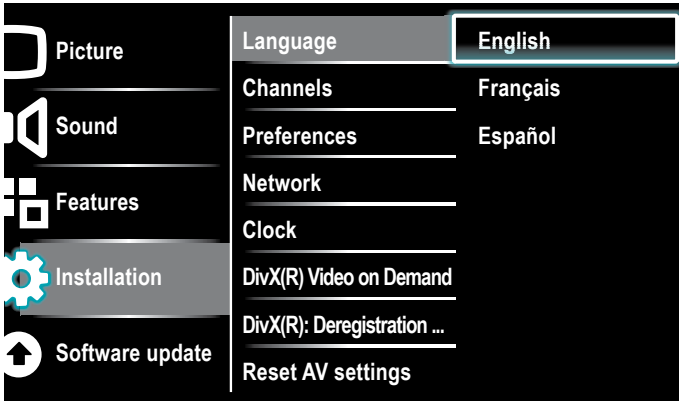 Picture
Sound
Features
Installation
Software update
Language
Channels
Preferences
Network
Clock
DivX(R) Video on Demand
DivX(R): Deregistration ...
Reset AV settings
English
Français
Español